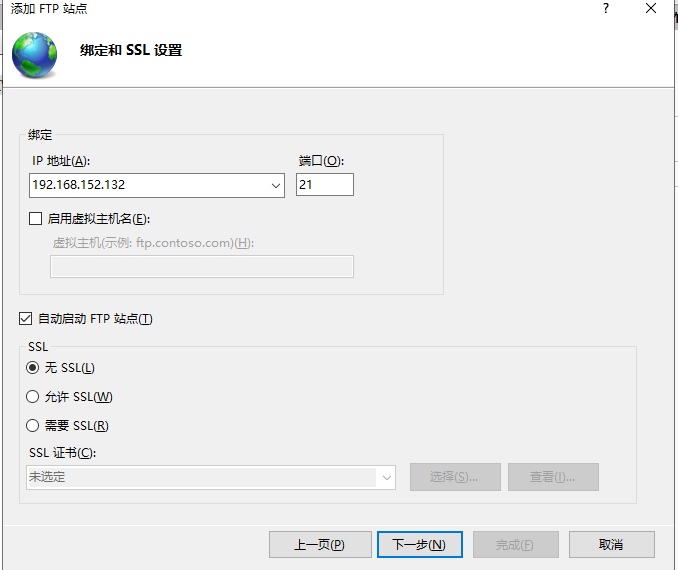 添加 FTP 站点
?
绑定和 SSL 设置
绑定
IP 地址(A): 端口(O):
192.168.152.132 21
启用虚拟主机名(E):
虚拟主机(示例: ftp.contoso.com)(H):
自动启动 FTP 站点(T)
SSL
无 SSL(L)
允许 SSL(W)
需要 SSL(R)
SSL 证书(C):
未选定 选择(S)... 查看(I)...
上一页(P) 下一步(N) 完成(F) 取消